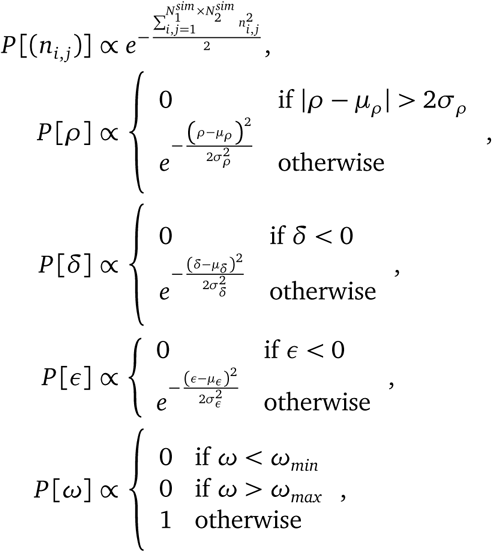 P[(n_{i,j})] ∝ e^{-\frac{\sum_{i,j=1}^{N_1^{sim} × N_2^{sim}} n_{i,j}^2}{2}},
P[ρ] ∝ { 0 if |ρ − μ_ρ| > 2σ_ρ
e^{-\frac{(ρ−μ_ρ)^2}{2σ_ρ^2}} otherwise ,
P[δ] ∝ { 0 if δ < 0
e^{-\frac{(δ−μ_δ)^2}{2σ_δ^2}} otherwise ,
P[ϵ] ∝ { 0 if ϵ < 0
e^{-\frac{(ϵ−μ_ϵ)^2}{2σ_ϵ^2}} otherwise ,
P[ω] ∝ { 0 if ω < ω_{min}
0 if ω > ω_{max} ,
1 otherwise